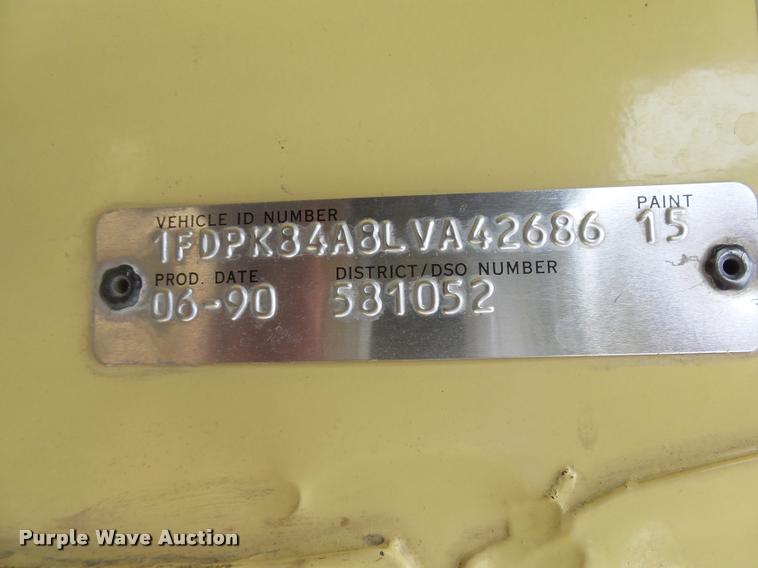 VEHICLE ID NUMBER PAINT
1FDPK84A8LVA42686 15
PROD. DATE DISTRICT/DSO NUMBER
06-90 581052
Purple Wave Auction